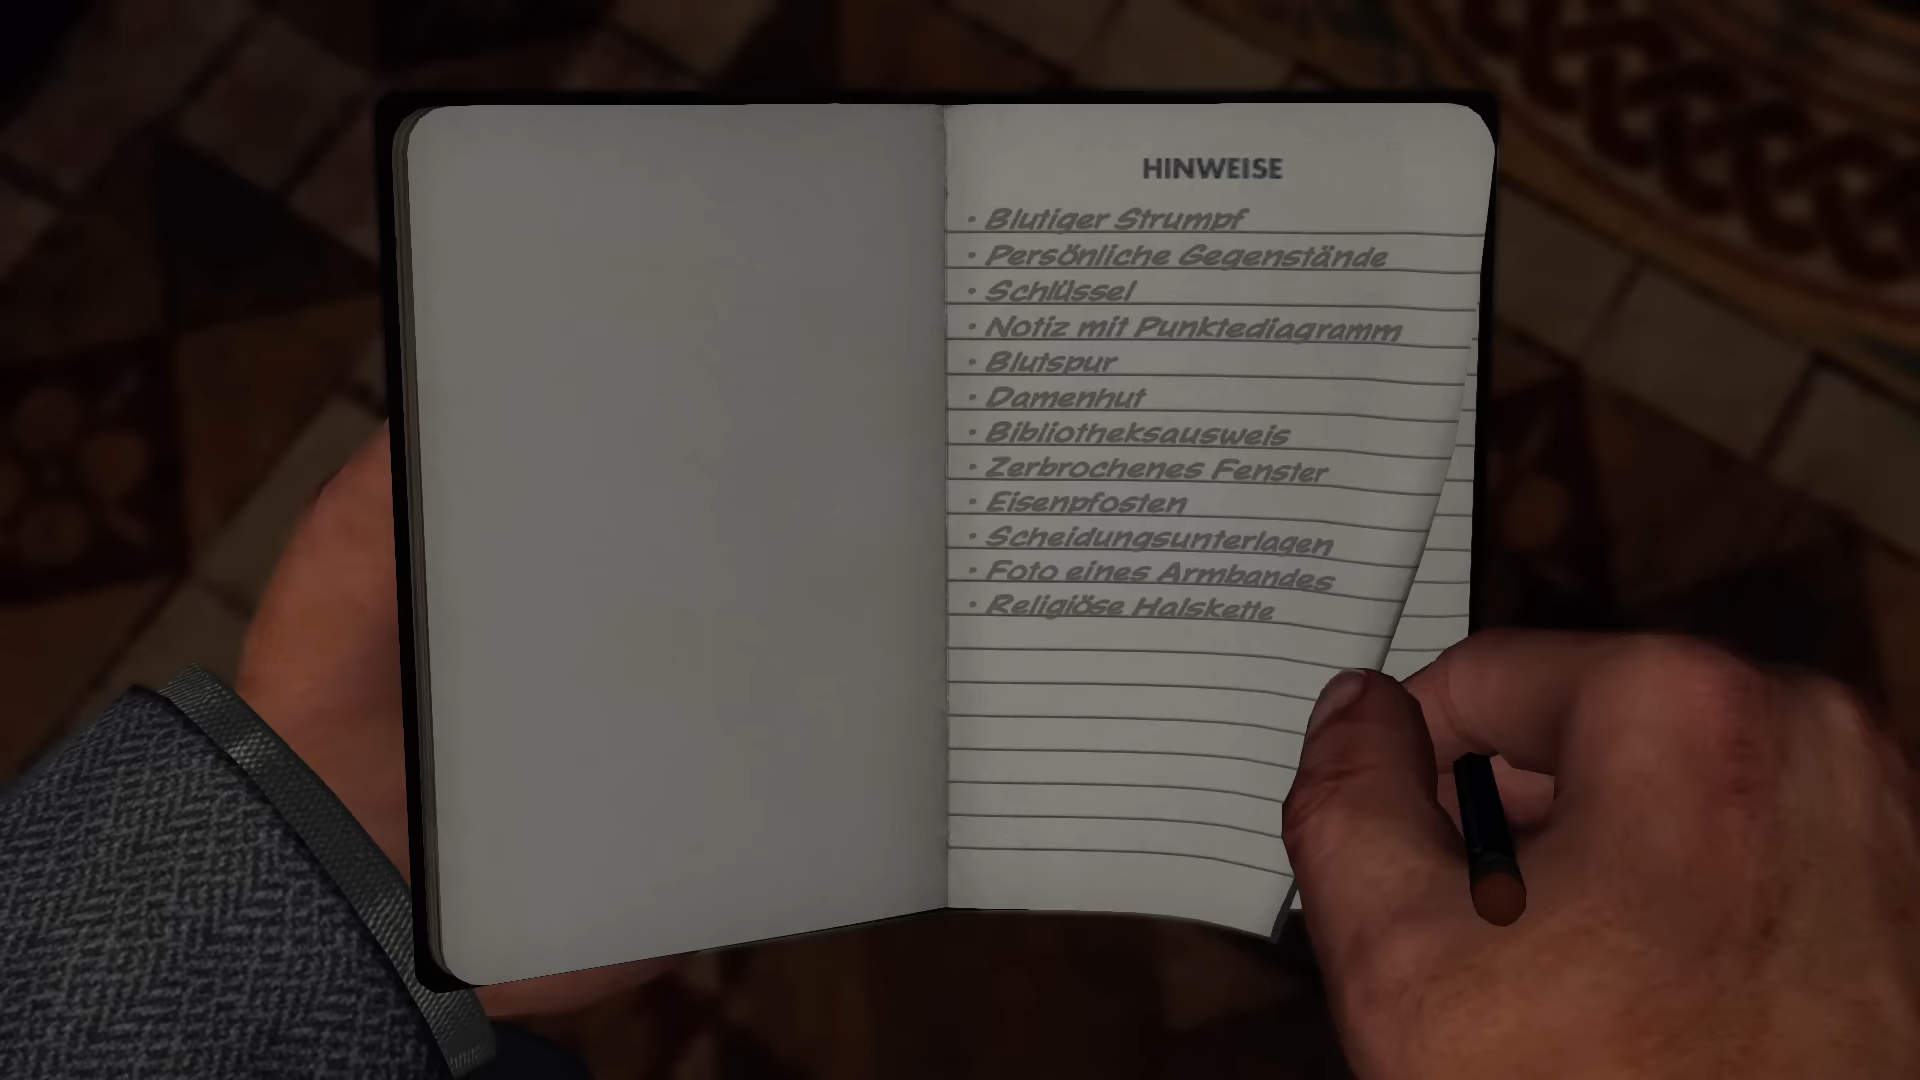 HINWEISE
• Blutiger Strumpf
• Persönliche Gegenstände
• Schlüssel
• Notiz mit Punktediagramm
• Blutspur
• Damenhut
• Bibliotheksausweis
• Zerbrochenes Fenster
• Eisenpfosten
• Scheidungsunterlagen
• Foto eines Armbandes
• Religiöse Halskette